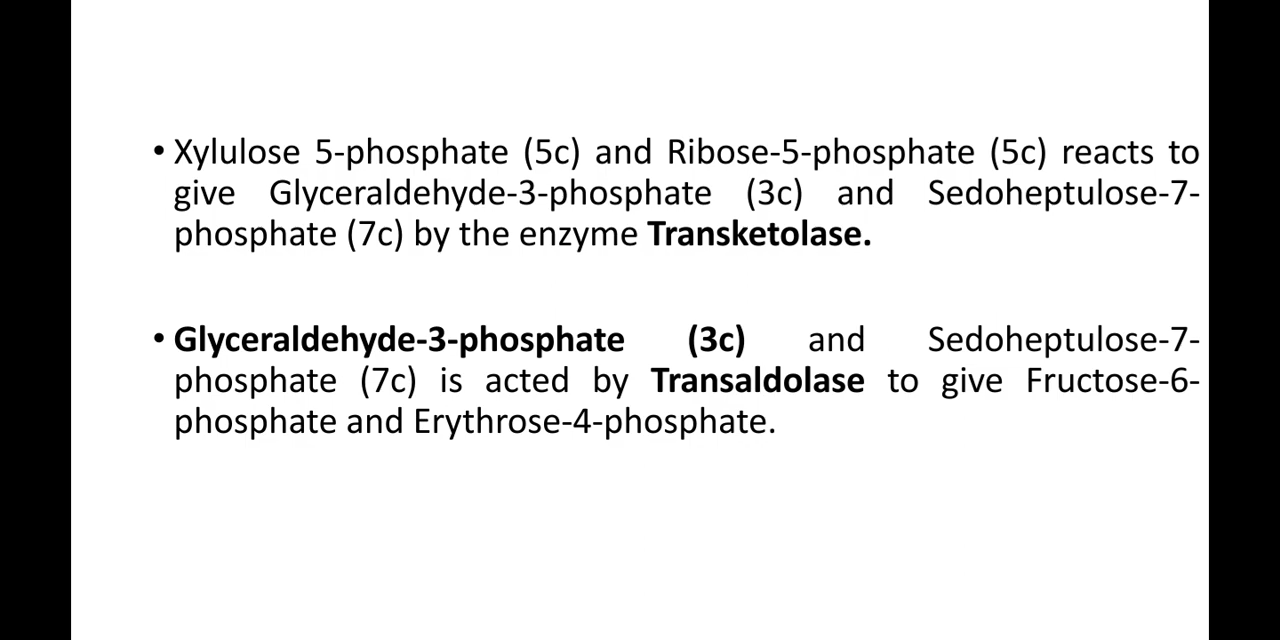 • Xylulose 5-phosphate (5c) and Ribose-5-phosphate (5c) reacts to
give Glyceraldehyde-3-phosphate (3c) and Sedoheptulose-7-
phosphate (7c) by the enzyme Transketolase.
• Glyceraldehyde-3-phosphate (3c) and Sedoheptulose-7-
phosphate (7c) is acted by Transaldolase to give Fructose-6-
phosphate and Erythrose-4-phosphate.